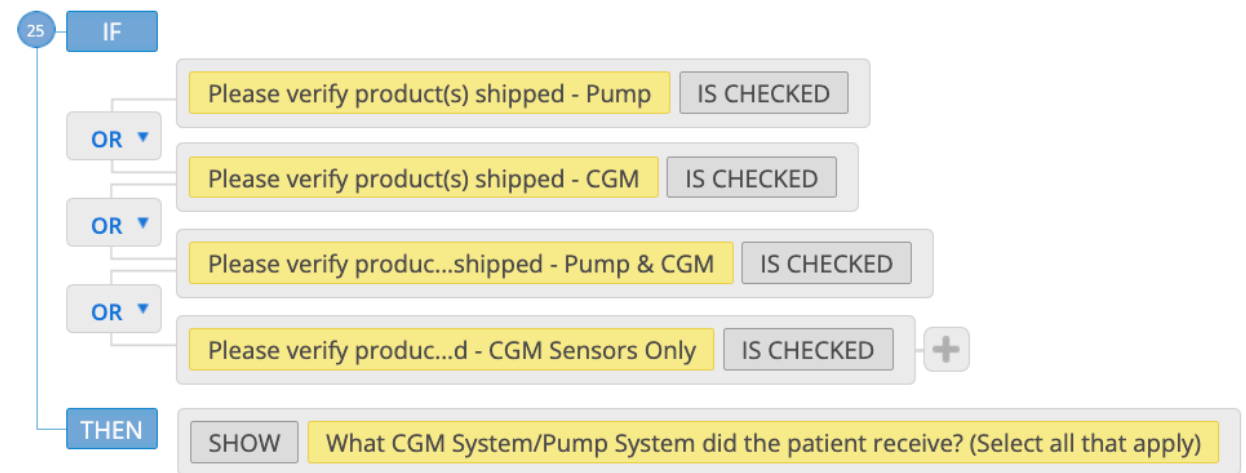 25 IF
Please verify product(s) shipped - Pump IS CHECKED
OR
Please verify product(s) shipped - CGM IS CHECKED
OR
Please verify produc...shipped - Pump & CGM IS CHECKED
OR
Please verify produc...d - CGM Sensors Only IS CHECKED
THEN SHOW What CGM System/Pump System did the patient receive? (Select all that apply)